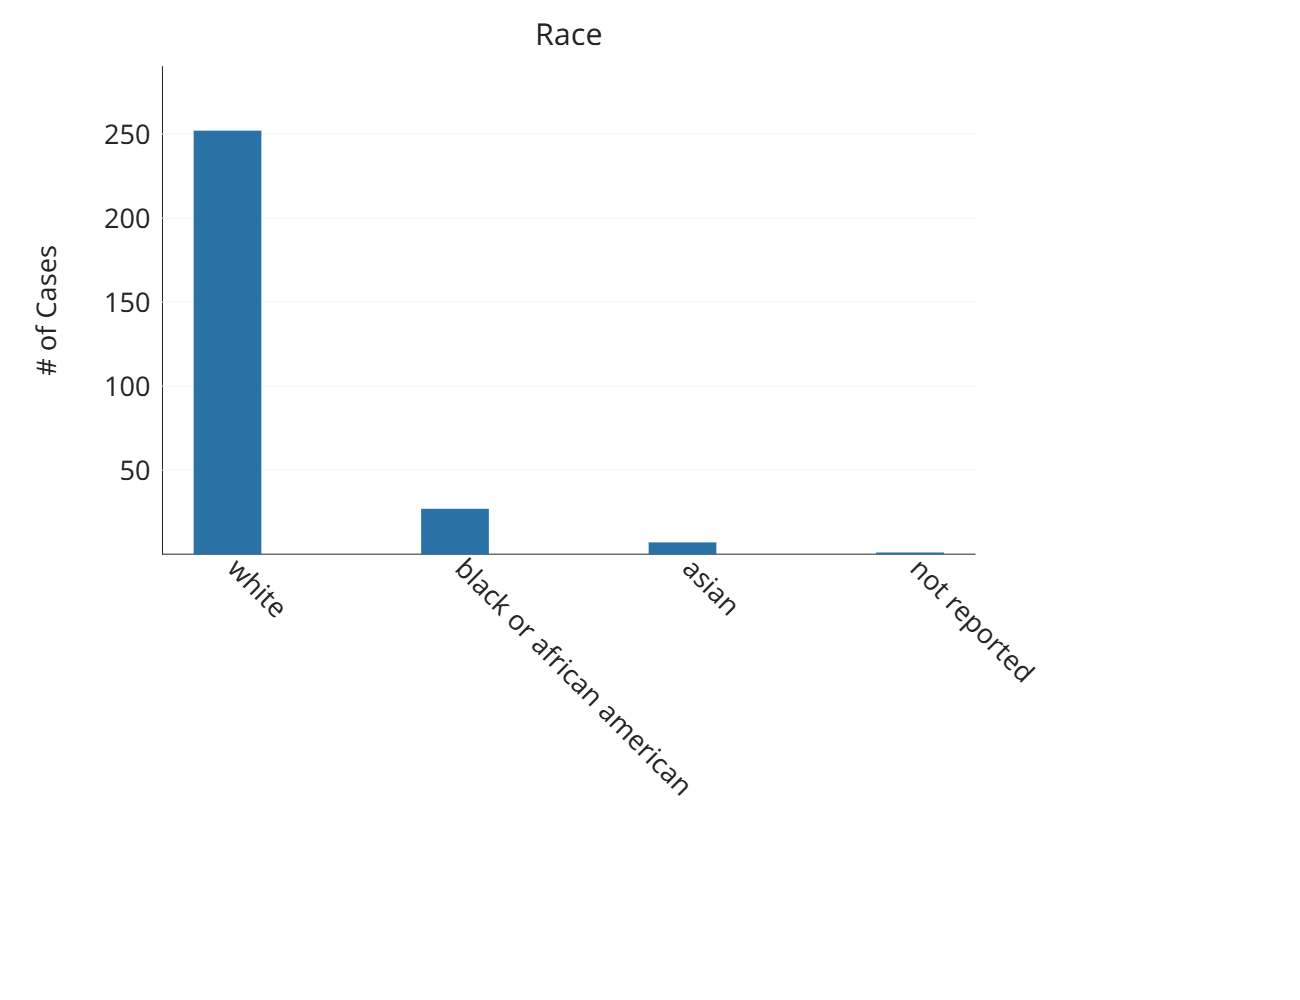 Race
# of Cases
250
200
150
100
50
white
black or african american
asian
not reported